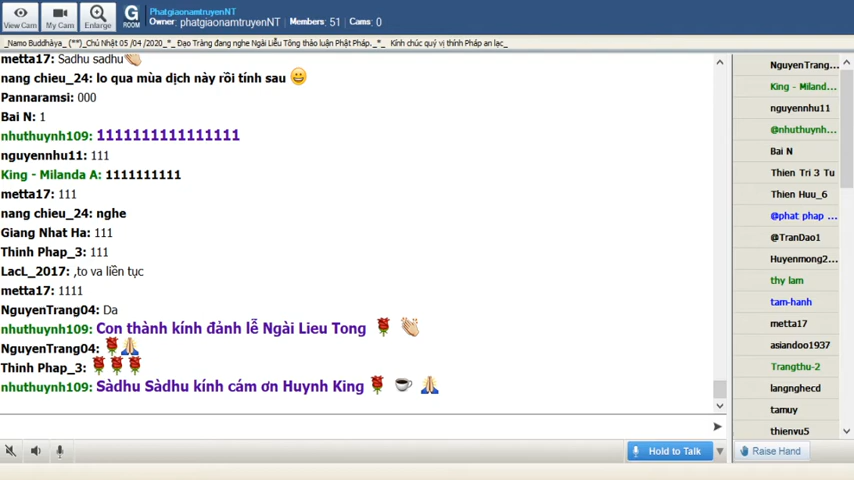 View Cam
My Cam
Enlarge
G
ROOM
PhatgiaonamtruyenNT
Owner: phatgiaonamtruyenNT Members: 51 Cams: 0
_Namo Buddhàya_ (**)_Chủ Nhật 05 /04 /2020_*_ Đạo Tràng đang nghe Ngài Liễu Tông thảo luận Phật Pháp._*_ Kính chúc quý vị thính Pháp an lạc_
metta17: Sadhu sadhu
nang chieu_24: lo qua mùa dịch này rồi tính sau
Pannaramsi: 000
Bai N: 1
nhuthuynh109: 11111111111111111
nguyennhu11: 111
King - Milanda A: 1111111111
metta17: 111
nang chieu_24: nghe
Giang Nhat Ha: 111
Thinh Phap_3: 111
LacL_2017: ,to va liền tục
metta17: 1111
NguyenTrang04: Da
nhuthuynh109: Con thành kính đảnh lễ Ngài Lieu Tong
NguyenTrang04:
Thinh Phap_3:
nhuthuynh109: Sàdhu Sàdhu kính cám ơn Huynh King
NguyenTrang...
King - Miland...
nguyennhu11
@nhuthuynh...
Bai N
Thien Tri 3 Tu
Thien Huu_6
@phat phap ...
@TranDao1
Huyenmong2...
thy lam
tam-hanh
metta17
asiandoo1937
Trangthu-2
langnghecd
tamuy
thienvu5
Hold to Talk
Raise Hand